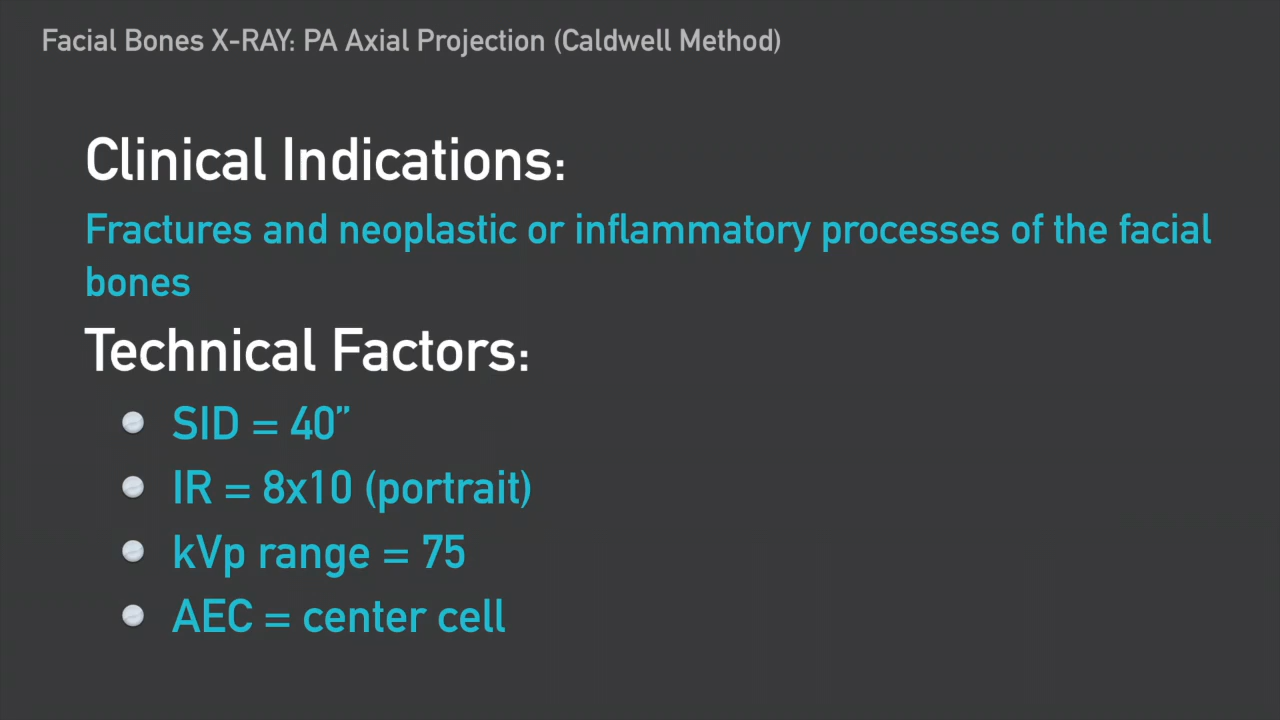 Facial Bones X-RAY: PA Axial Projection (Caldwell Method)
Clinical Indications:
Fractures and neoplastic or inflammatory processes of the facial
bones
Technical Factors:
SID = 40”
IR = 8x10 (portrait)
kVp range = 75
AEC = center cell